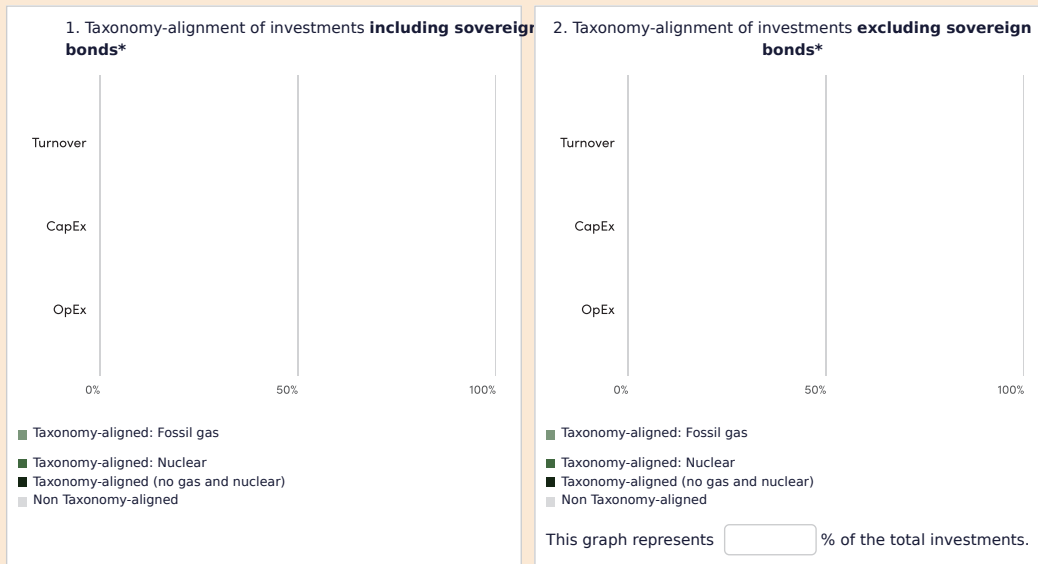 1. Taxonomy-alignment of investments including sovereign
bonds*
Turnover
CapEx
OpEx
0% 50% 100%
Taxonomy-aligned: Fossil gas
Taxonomy-aligned: Nuclear
Taxonomy-aligned (no gas and nuclear)
Non Taxonomy-aligned
2. Taxonomy-alignment of investments excluding sovereign
bonds*
Turnover
CapEx
OpEx
0% 50% 100%
Taxonomy-aligned: Fossil gas
Taxonomy-aligned: Nuclear
Taxonomy-aligned (no gas and nuclear)
Non Taxonomy-aligned
This graph represents % of the total investments.